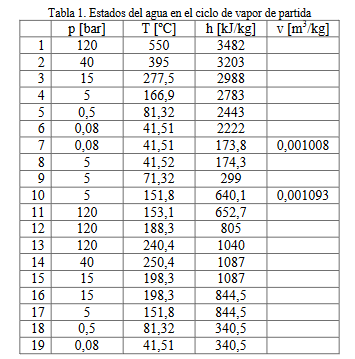 Tabla 1. Estados del agua en el ciclo de vapor de partida
p [bar] T [°C] h [kJ/kg] v [m³/kg]
1 120 550 3482
2 40 395 3203
3 15 277,5 2988
4 5 166,9 2783
5 0,5 81,32 2443
6 0,08 41,51 2222
7 0,08 41,51 173,8 0,001008
8 5 41,52 174,3
9 5 71,32 299
10 5 151,8 640,1 0,001093
11 120 153,1 652,7
12 120 188,3 805
13 120 240,4 1040
14 40 250,4 1087
15 15 198,3 1087
16 15 198,3 844,5
17 5 151,8 844,5
18 0,5 81,32 340,5
19 0,08 41,51 340,5